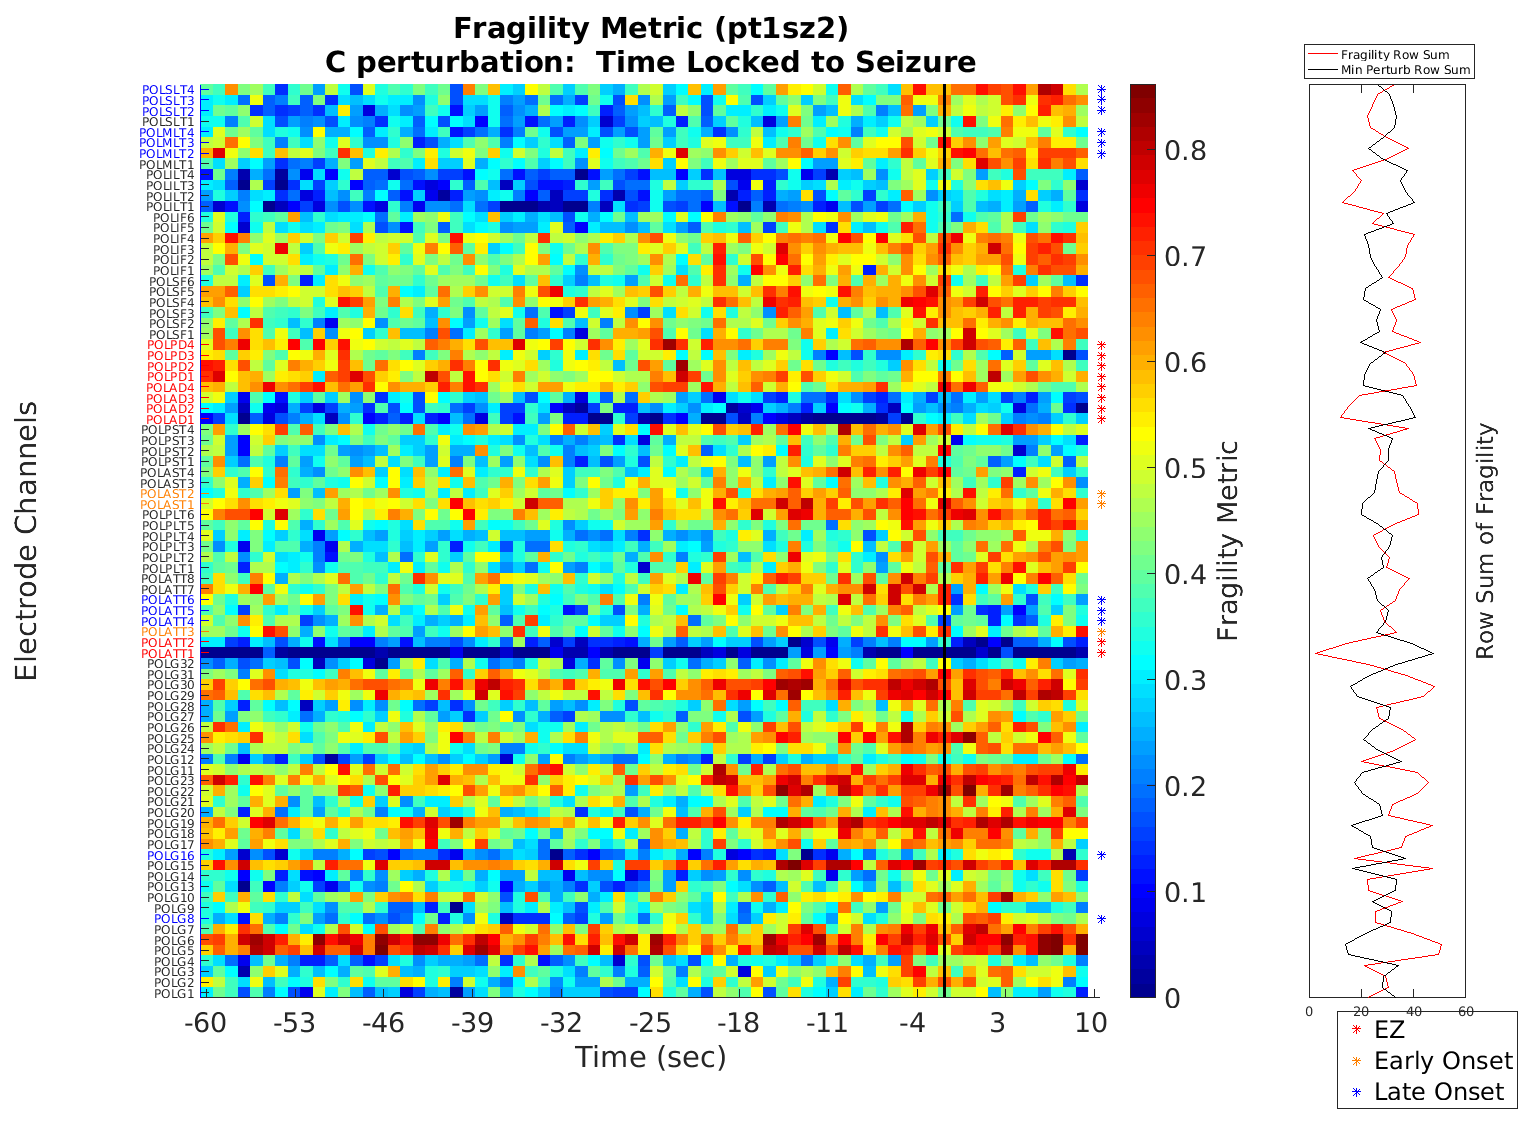 Fragility Metric (pt1sz2)
C perturbation:  Time Locked to Seizure
Electrode Channels
POLSLT4
POLSLT3
POLSLT2
POLSLT1
POLMLT4
POLMLT3
POLMLT2
POLMLT1
POLILT4
POLILT3
POLILT2
POLILT1
POLIF6
POLIF5
POLIF4
POLIF3
POLIF2
POLIF1
POLSF6
POLSF5
POLSF4
POLSF3
POLSF2
POLSF1
POLPD4
POLPD3
POLPD2
POLPD1
POLAD4
POLAD3
POLAD2
POLAD1
POLPST4
POLPST3
POLPST2
POLPST1
POLAST4
POLAST3
POLAST2
POLAST1
POLPLT6
POLPLT5
POLPLT4
POLPLT3
POLPLT2
POLPLT1
POLATT8
POLATT7
POLATT6
POLATT5
POLATT4
POLATT3
POLATT2
POLATT1
POLG32
POLG31
POLG30
POLG29
POLG28
POLG27
POLG26
POLG25
POLG24
POLG12
POLG11
POLG23
POLG22
POLG21
POLG20
POLG19
POLG18
POLG17
POLG16
POLG15
POLG14
POLG13
POLG10
POLG9
POLG8
POLG7
POLG6
POLG5
POLG4
POLG3
POLG2
POLG1
-60 -53 -46 -39 -32 -25 -18 -11 -4 3 10
Time (sec)
0.8
0.7
0.6
0.5
0.4
0.3
0.2
0.1
0
Fragility Metric
Fragility Row Sum
Min Perturb Row Sum
0 20 40 60
Row Sum of Fragility
EZ
Early Onset
Late Onset